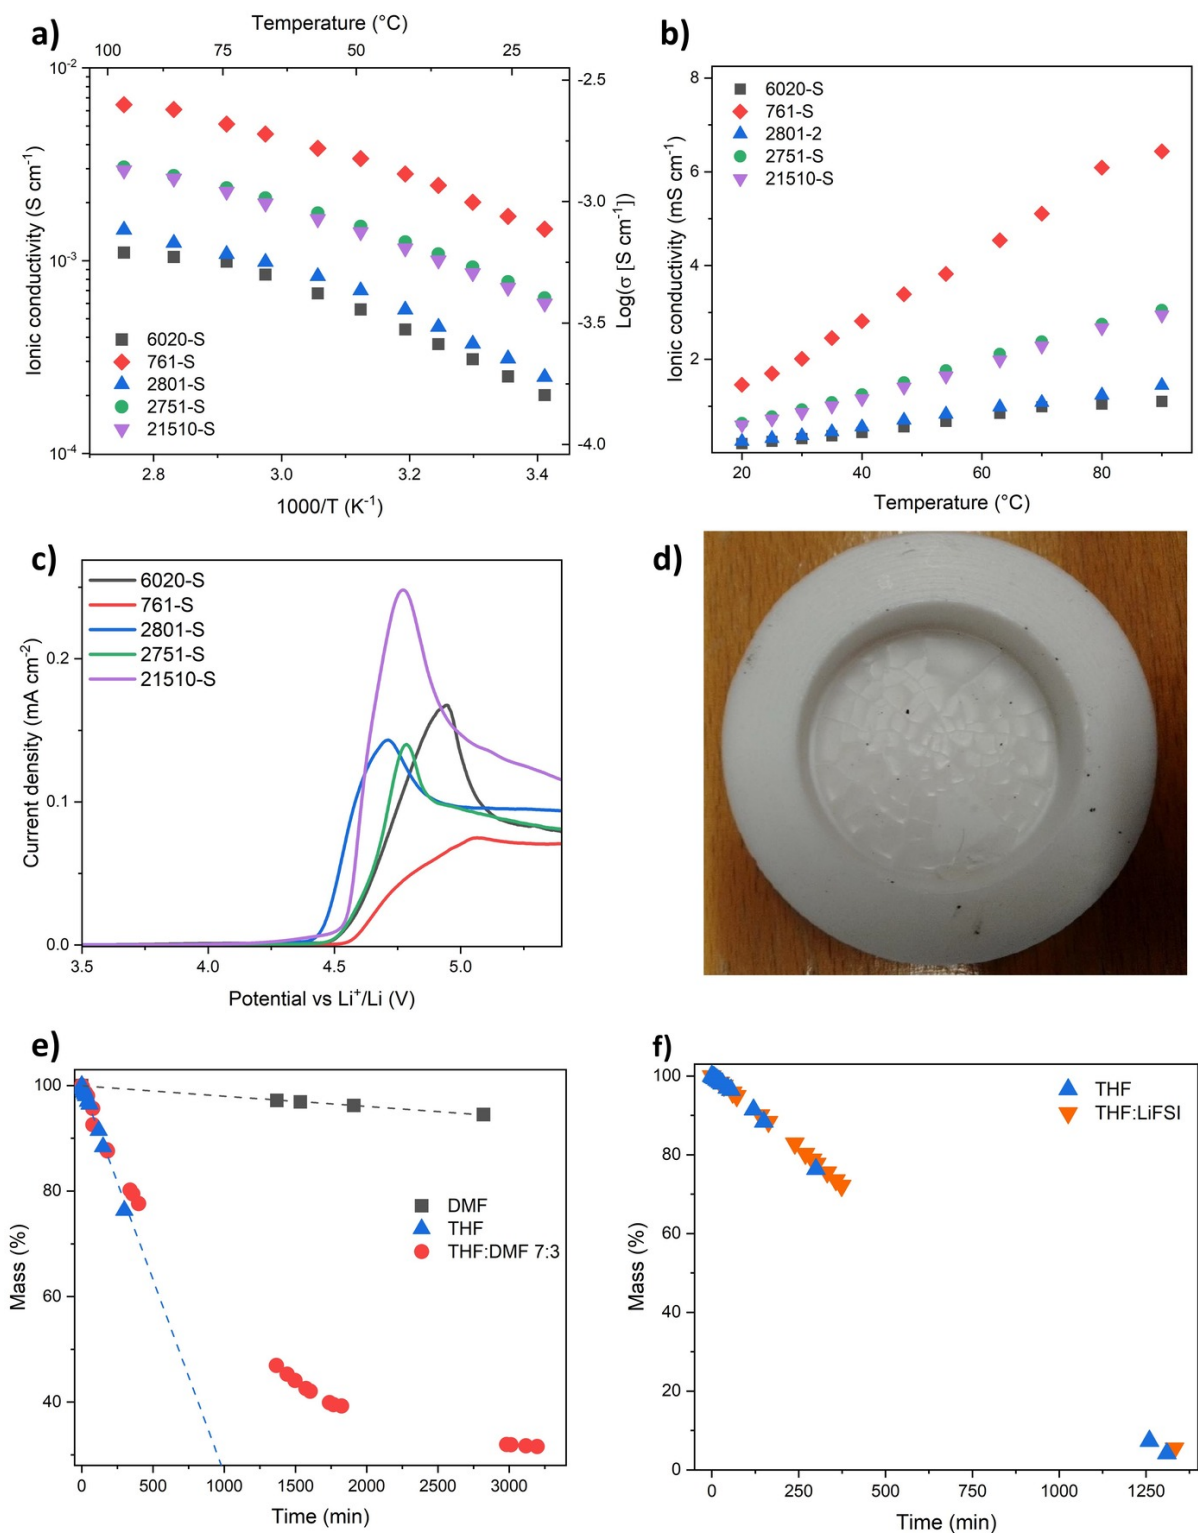 a)
Temperature (°C)
100 75 50 25
10⁻² 10⁻³ 10⁻⁴
Ionic conductivity (S cm⁻¹)
-2.5 -3.0 -3.5 -4.0
Log(σ [S cm⁻¹])
6020-S
761-S
2801-S
2751-S
21510-S
2.8 3.0 3.2 3.4
1000/T (K⁻¹)
b)
8 6 4 2
Ionic conductivity (mS cm⁻¹)
6020-S
761-S
2801-2
2751-S
21510-S
20 40 60 80
Temperature (°C)
c)
6020-S
761-S
2801-S
2751-S
21510-S
0.2 0.1 0.0
Current density (mA cm⁻²)
3.5 4.0 4.5 5.0
Potential vs Li⁺/Li (V)
d)
e)
100 80 60 40
Mass (%)
DMF
THF
THF:DMF 7:3
0 500 1000 1500 2000 2500 3000
Time (min)
f)
100 80 60 40 20 0
Mass (%)
THF
THF:LiFSI
0 250 500 750 1000 1250
Time (min)